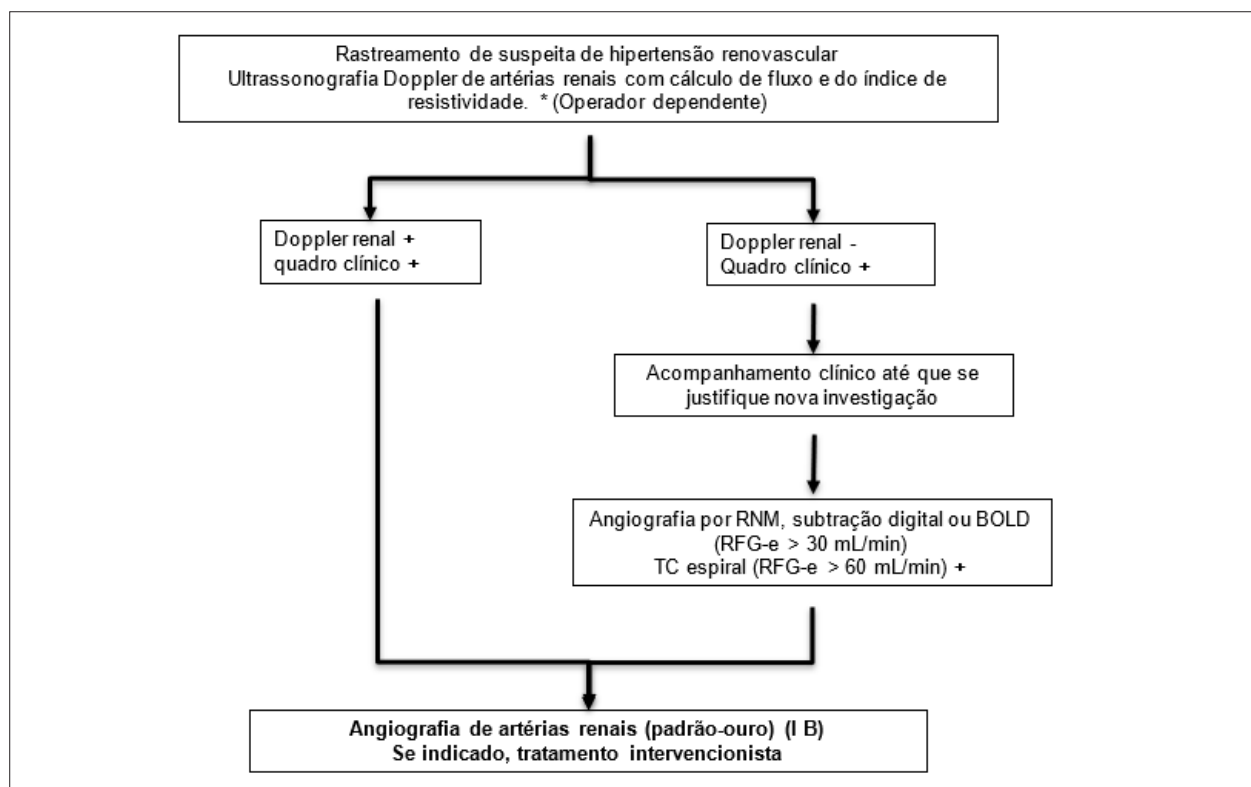 Rastreamento de suspeita de hipertensão renovascular
Ultrassonografia Doppler de artérias renais com cálculo de fluxo e do índice de
resistividade. * (Operador dependente)
Doppler renal +
quadro clínico +
Doppler renal -
Quadro clínico +
Acompanhamento clínico até que se
justifique nova investigação
Angiografia por RNM, subtração digital ou BOLD
(RFG-e > 30 mL/min)
TC espiral (RFG-e > 60 mL/min) +
Angiografia de artérias renais (padrão-ouro) (I B)
Se indicado, tratamento intervencionista